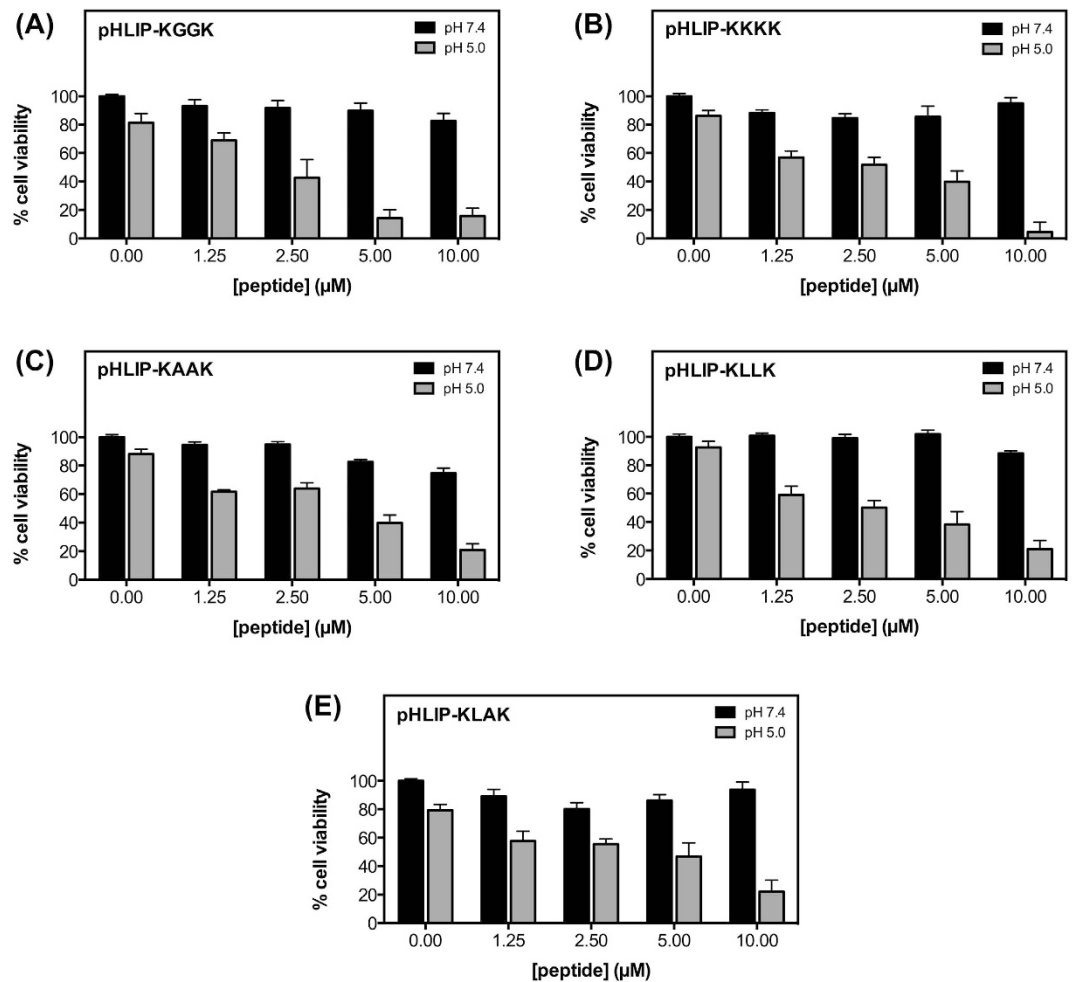 (A)
pHLIP-KGGK
pH 7.4
pH 5.0
% cell viability
100
80
60
40
20
0
0.00 1.25 2.50 5.00 10.00
[peptide] (µM)
(B)
pHLIP-KKKK
pH 7.4
pH 5.0
% cell viability
100
80
60
40
20
0
0.00 1.25 2.50 5.00 10.00
[peptide] (µM)
(C)
pHLIP-KAAK
pH 7.4
pH 5.0
% cell viability
100
80
60
40
20
0
0.00 1.25 2.50 5.00 10.00
[peptide] (µM)
(D)
pHLIP-KLLK
pH 7.4
pH 5.0
% cell viability
100
80
60
40
20
0
0.00 1.25 2.50 5.00 10.00
[peptide] (µM)
(E)
pHLIP-KLAK
pH 7.4
pH 5.0
% cell viability
100
80
60
40
20
0
0.00 1.25 2.50 5.00 10.00
[peptide] (µM)